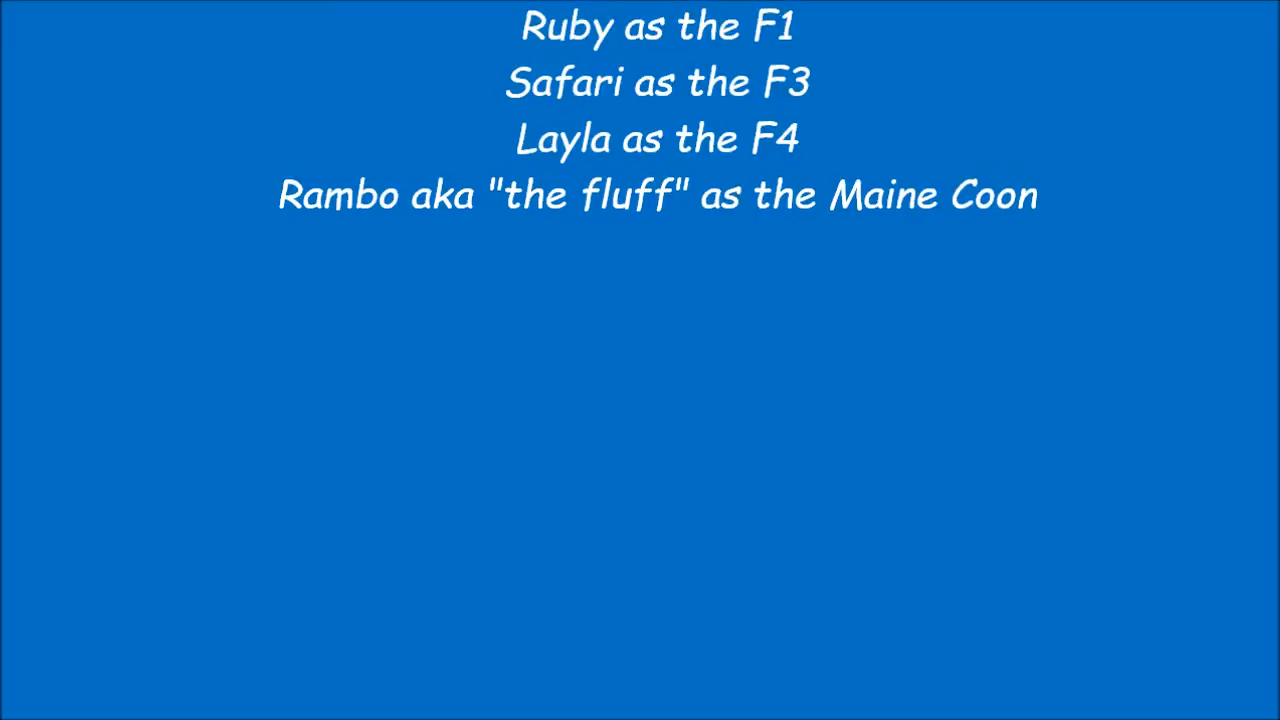 Ruby as the F1
Safari as the F3
Layla as the F4
Rambo aka "the fluff" as the Maine Coon